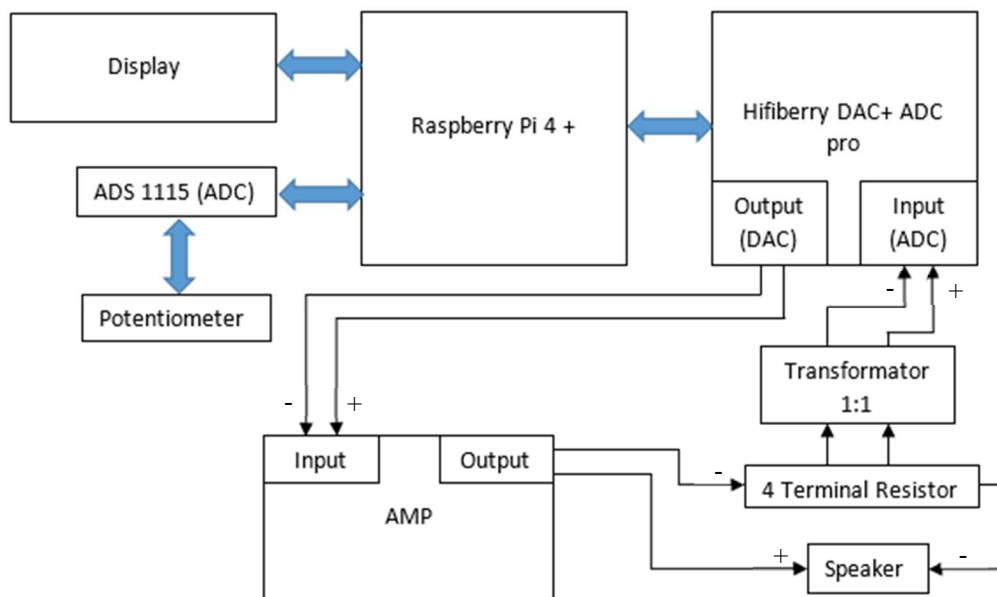 Display
Raspberry Pi 4 +
Hifiberry DAC+ ADC
pro
ADS 1115 (ADC)
Output
(DAC)
Input
(ADC)
Potentiometer
- +
Transformator
1:1
- +
Input
Output
AMP
-
4 Terminal Resistor
+
Speaker
-